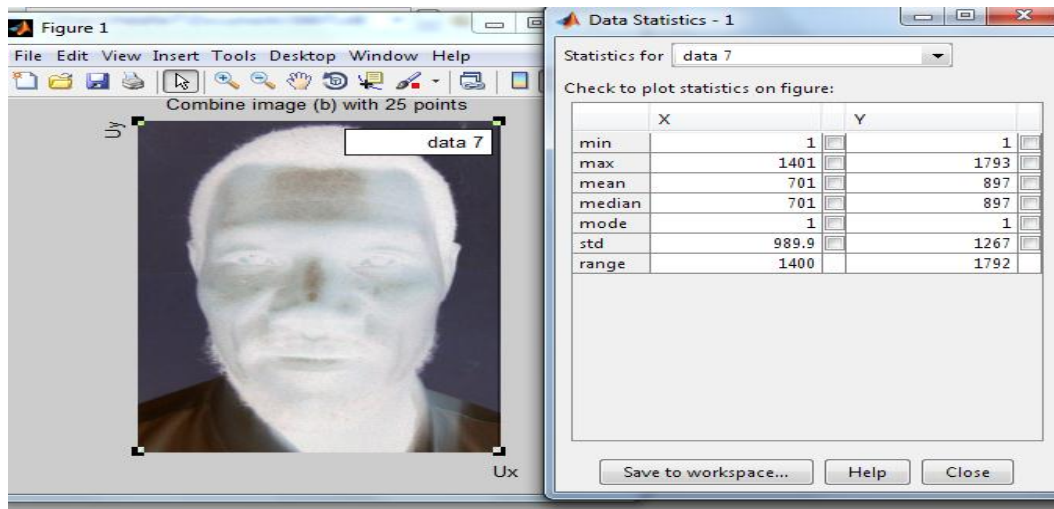 Figure 1
File Edit View Insert Tools Desktop Window Help
Combine image (b) with 25 points
Uy
data 7
Ux
Data Statistics - 1
Statistics for data 7
Check to plot statistics on figure:
X Y
min 1 1
max 1401 1793
mean 701 897
median 701 897
mode 1 1
std 989.9 1267
range 1400 1792
Save to workspace... Help Close